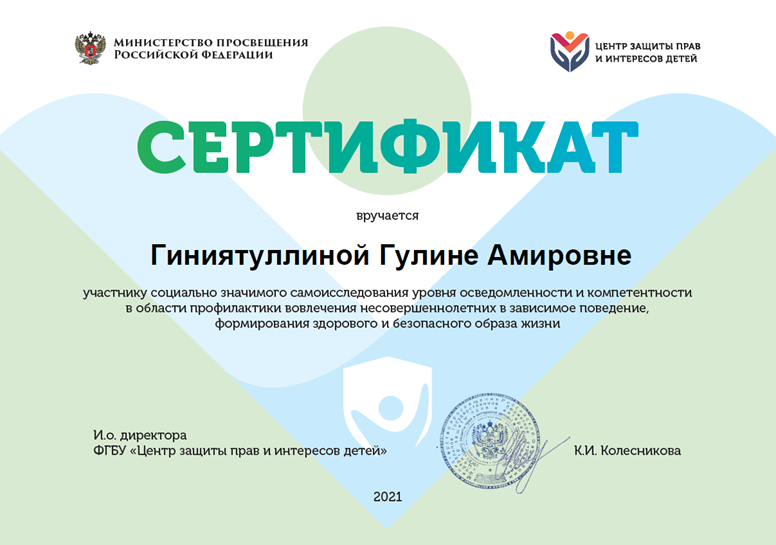 МИНИСТЕРСТВО ПРОСВЕЩЕНИЯ
РОССИЙСКОЙ ФЕДЕРАЦИИ
ЦЕНТР ЗАЩИТЫ ПРАВ
И ИНТЕРЕСОВ ДЕТЕЙ
СЕРТИФИКАТ
вручается
Гиниятуллиной Гулине Амировне
участнику социально значимого самоисследования уровня осведомленности и компетентности
в области профилактики вовлечения несовершеннолетних в зависимое поведение,
формирования здорового и безопасного образа жизни
И.о. директора
ФГБУ «Центр защиты прав и интересов детей»
К.И. Колесникова
2021